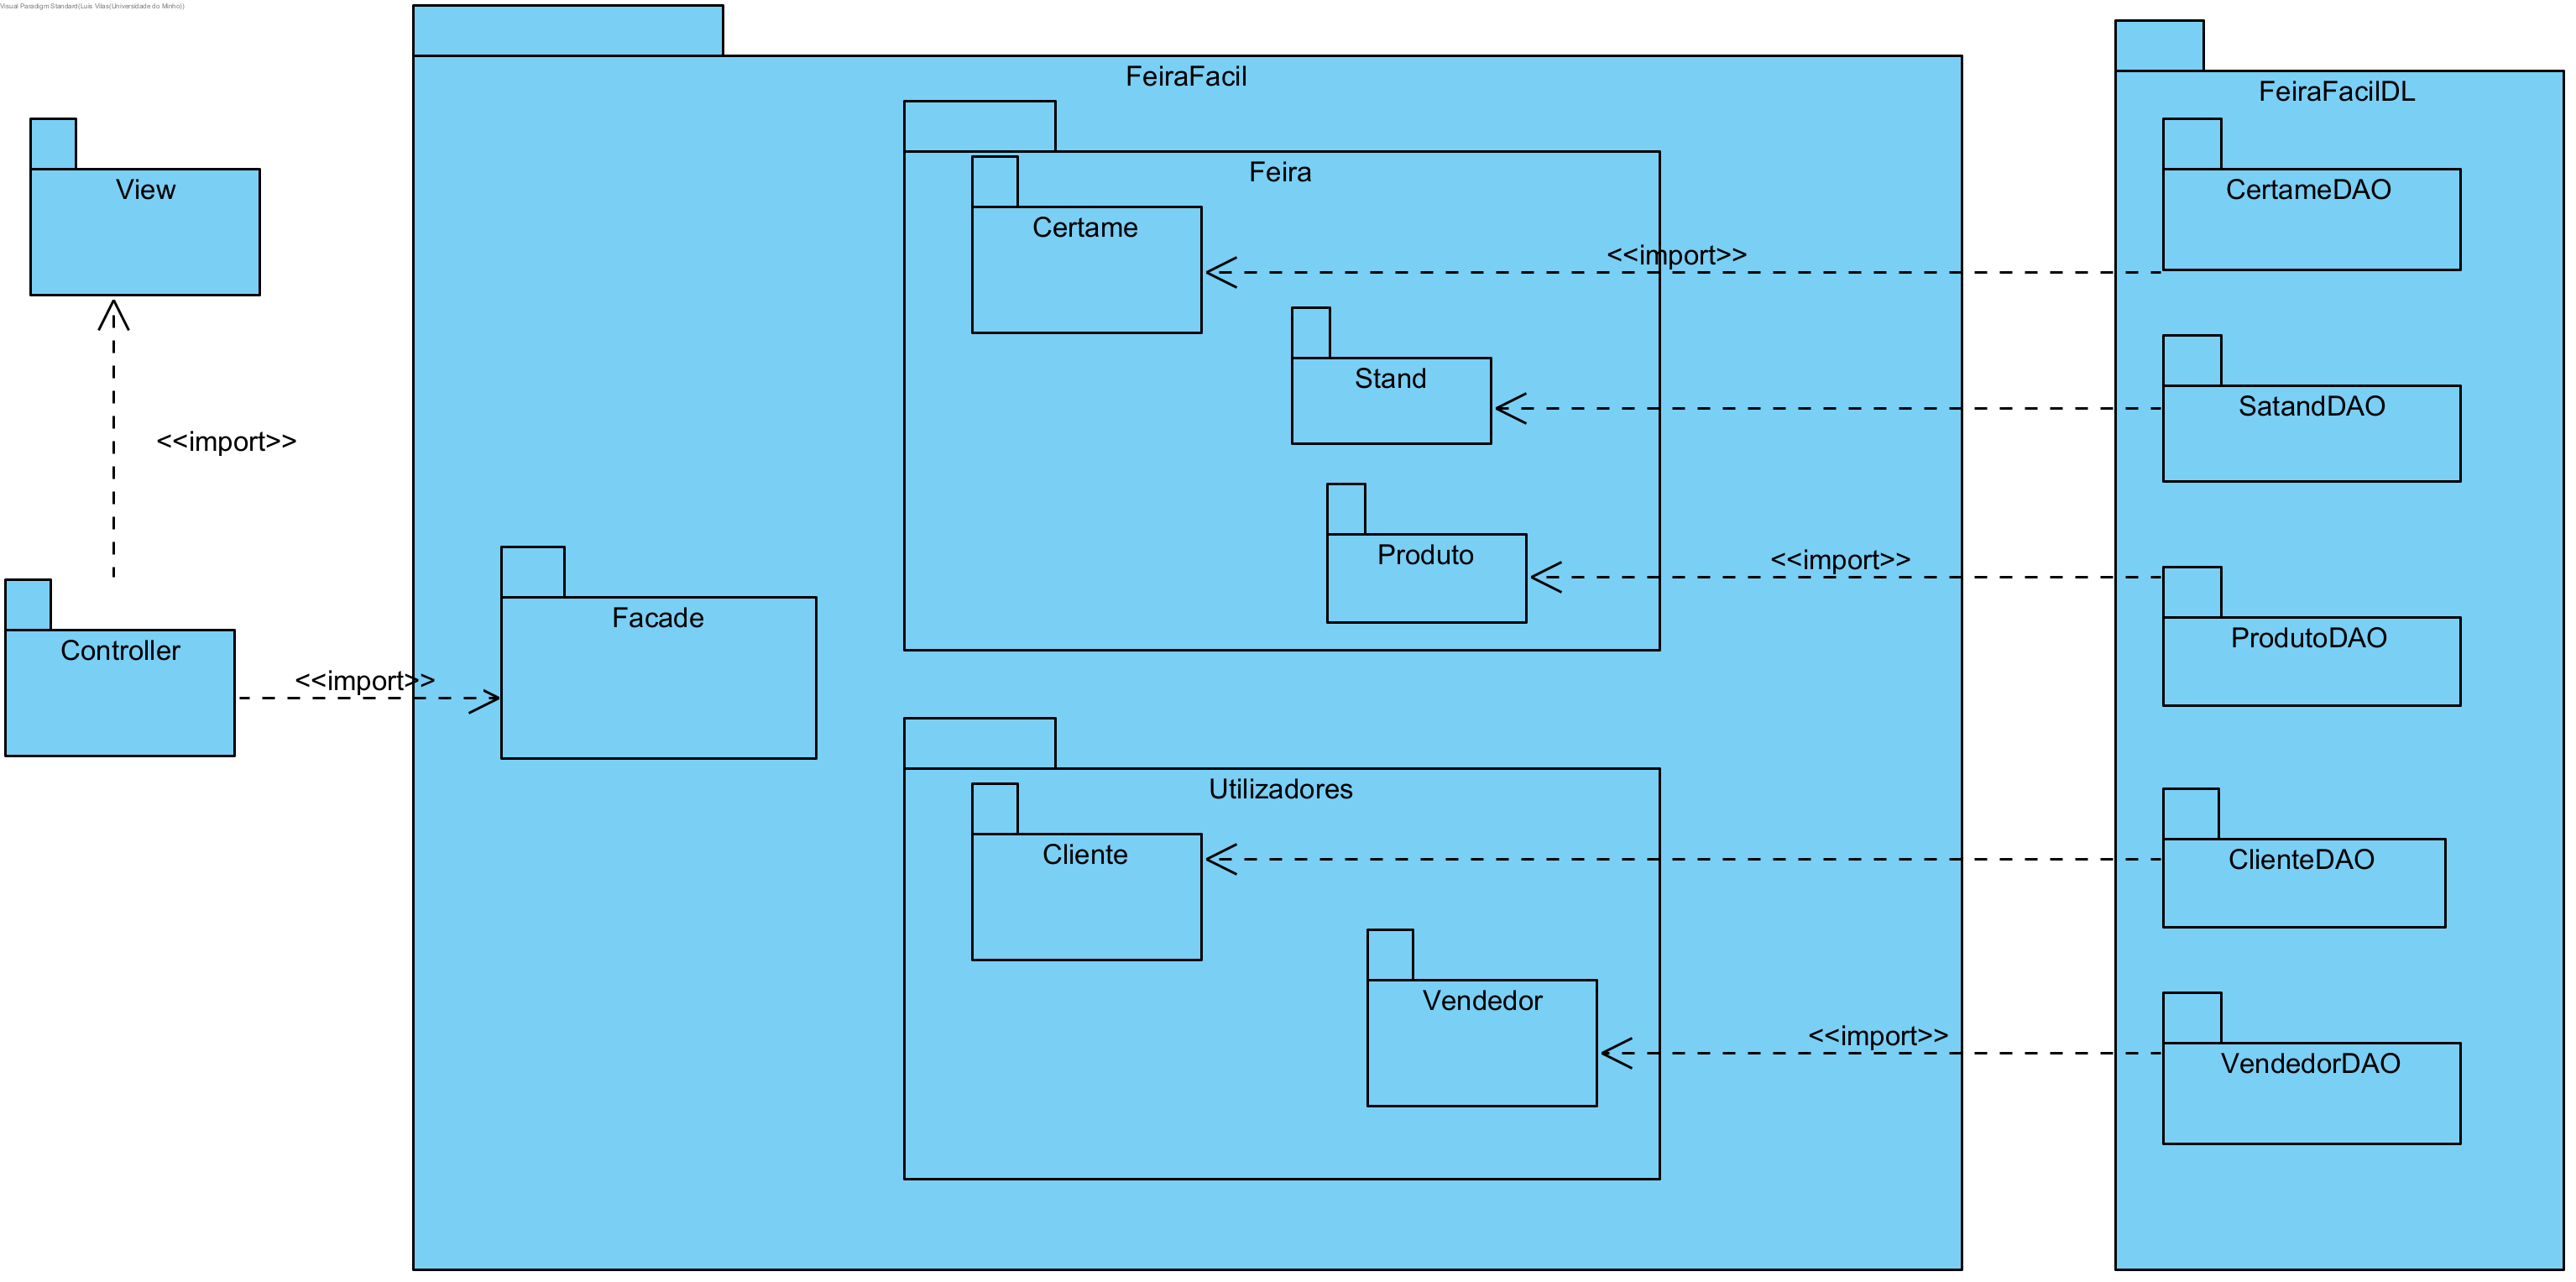 Visual Paradigm Standard(Luis Vilas(Universidade do Minho))
FeiraFacil
FeiraFacilDL
Feira
View
CertameDAO
Certame
<<import>>
Stand
SatandDAO
<<import>>
Produto
<<import>>
ProdutoDAO
Facade
Controller
<<import>>
Utilizadores
Cliente
ClienteDAO
Vendedor
<<import>>
VendedorDAO